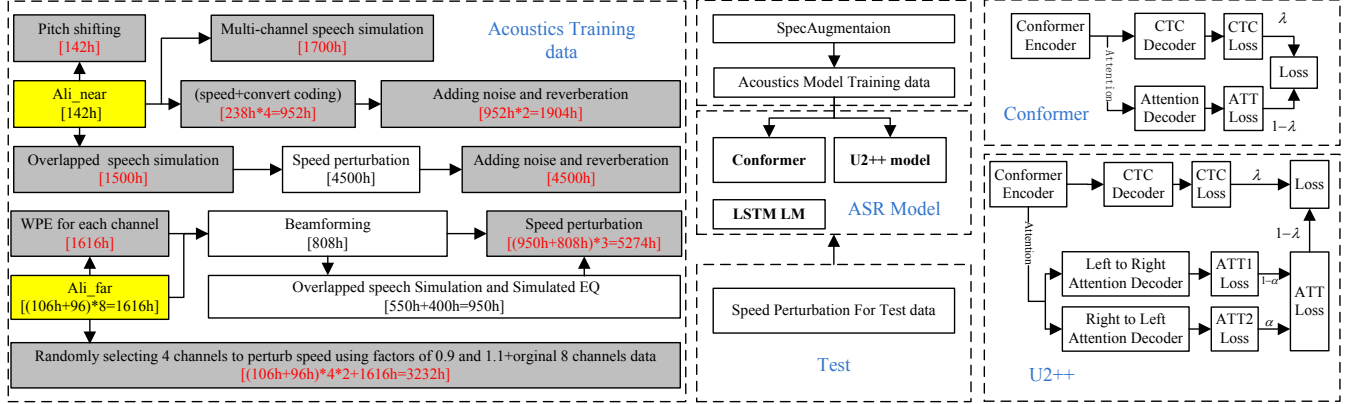 Pitch shifting
[142h]
Multi-channel speech simulation
[1700h]
Acoustics Training
data
Ali_near
[142h]
(speed+convert coding)
[238h*4=952h]
Adding noise and reverberation
[952h*2=1904h]
Overlapped speech simulation
[1500h]
Speed perturbation
[4500h]
Adding noise and reverberation
[4500h]
WPE for each channel
[1616h]
Beamforming
[808h]
Speed perturbation
[(950h+808h)*3=5274h]
Ali_far
[(106h+96)*8=1616h]
Overlapped speech Simulation and Simulated EQ
[550h+400h=950h]
Randomly selecting 4 channels to perturb speed using factors of 0.9 and 1.1+orginal 8 channels data
[(106h+96h)*4*2+1616h=3232h]
SpecAugmentaion
Acoustics Model Training data
Conformer
U2++ model
LSTM LM
ASR Model
Speed Perturbation For Test data
Test
Conformer
Encoder
CTC
Decoder
CTC
Loss
λ
Attention
Loss
Attention
Decoder
ATT
Loss
1−λ
Conformer
Conformer
Encoder
CTC
Decoder
CTC
Loss
λ
Loss
Attention
1−λ
Left to Right
Attention Decoder
ATT1
Loss
1−α
ATT
Loss
Right to Left
Attention Decoder
ATT2
Loss
α
U2++